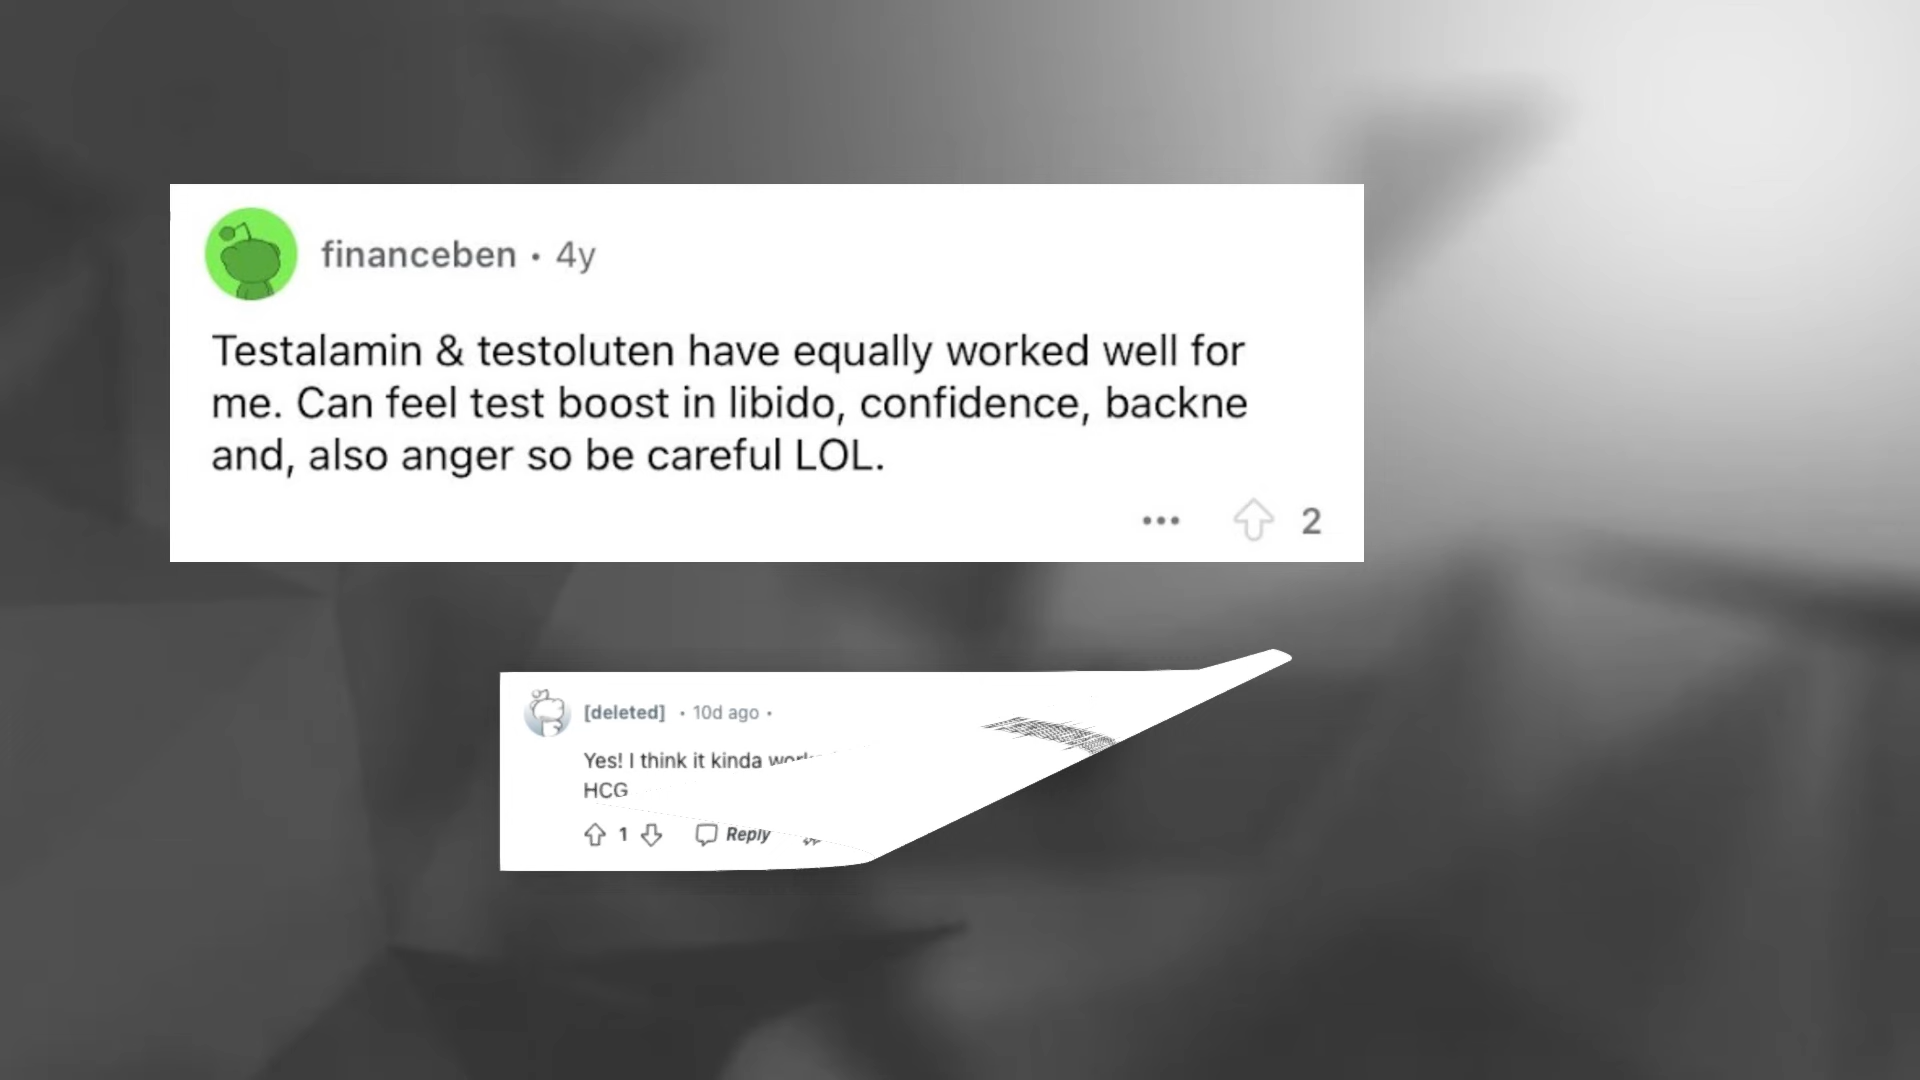 financeben • 4y
Testalamin & testoluten have equally worked well for
me. Can feel test boost in libido, confidence, backne
and, also anger so be careful LOL.
••• 2
[deleted] • 10d ago •
Yes! I think it kinda
HCG
1 Reply